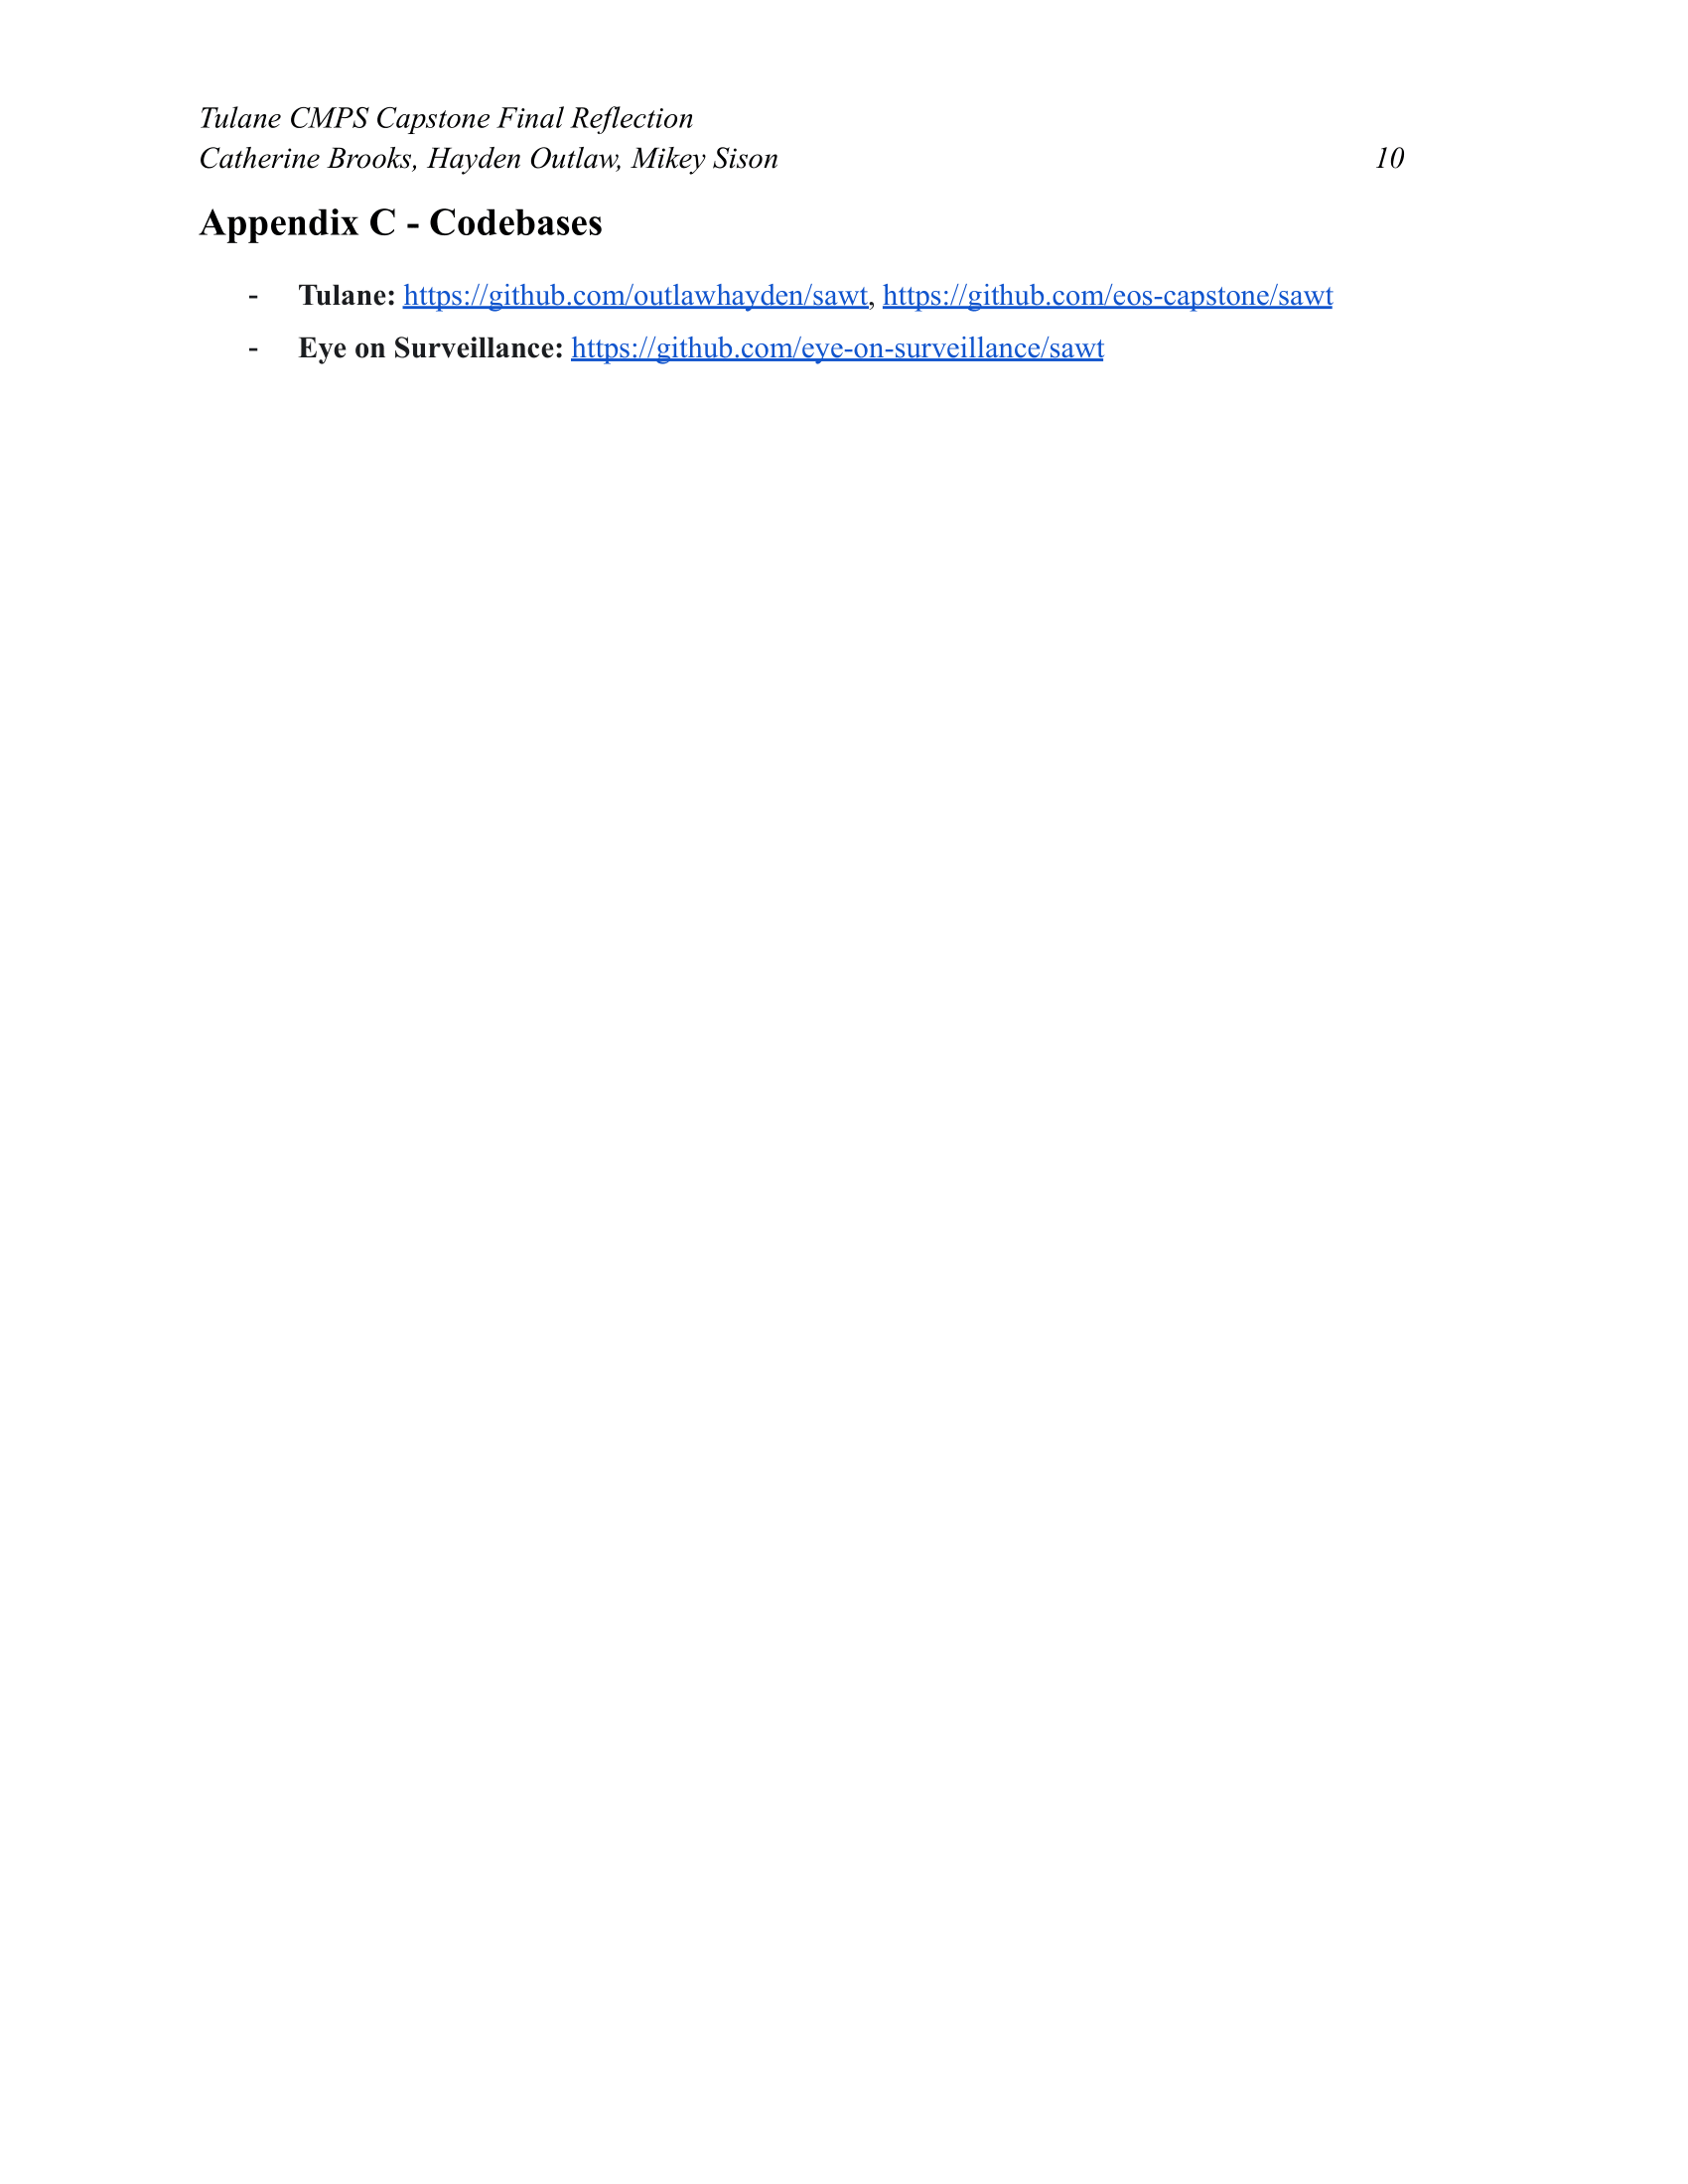 Tulane CMPS Capstone Final Reflection
Catherine Brooks, Hayden Outlaw, Mikey Sison 10
Appendix C - Codebases
- Tulane: https://github.com/outlawhayden/sawt, https://github.com/eos-capstone/sawt
- Eye on Surveillance: https://github.com/eye-on-surveillance/sawt